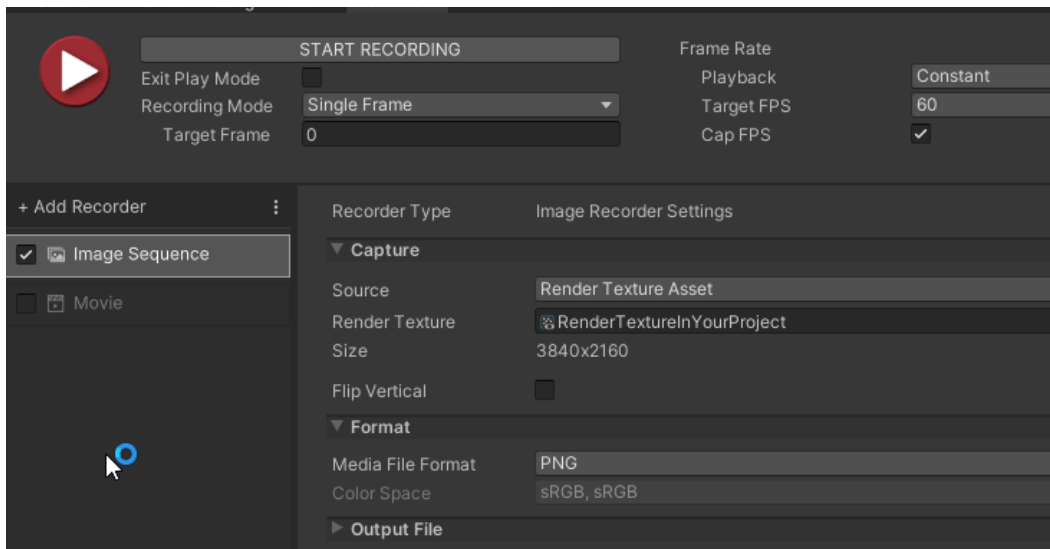 START RECORDING
Exit Play Mode
Recording Mode Single Frame
Target Frame 0
Frame Rate
Playback Constant
Target FPS 60
Cap FPS
+ Add Recorder
Image Sequence
Movie
Recorder Type Image Recorder Settings
Capture
Source Render Texture Asset
Render Texture RenderTextureInYourProject
Size 3840x2160
Flip Vertical
Format
Media File Format PNG
Color Space sRGB, sRGB
Output File